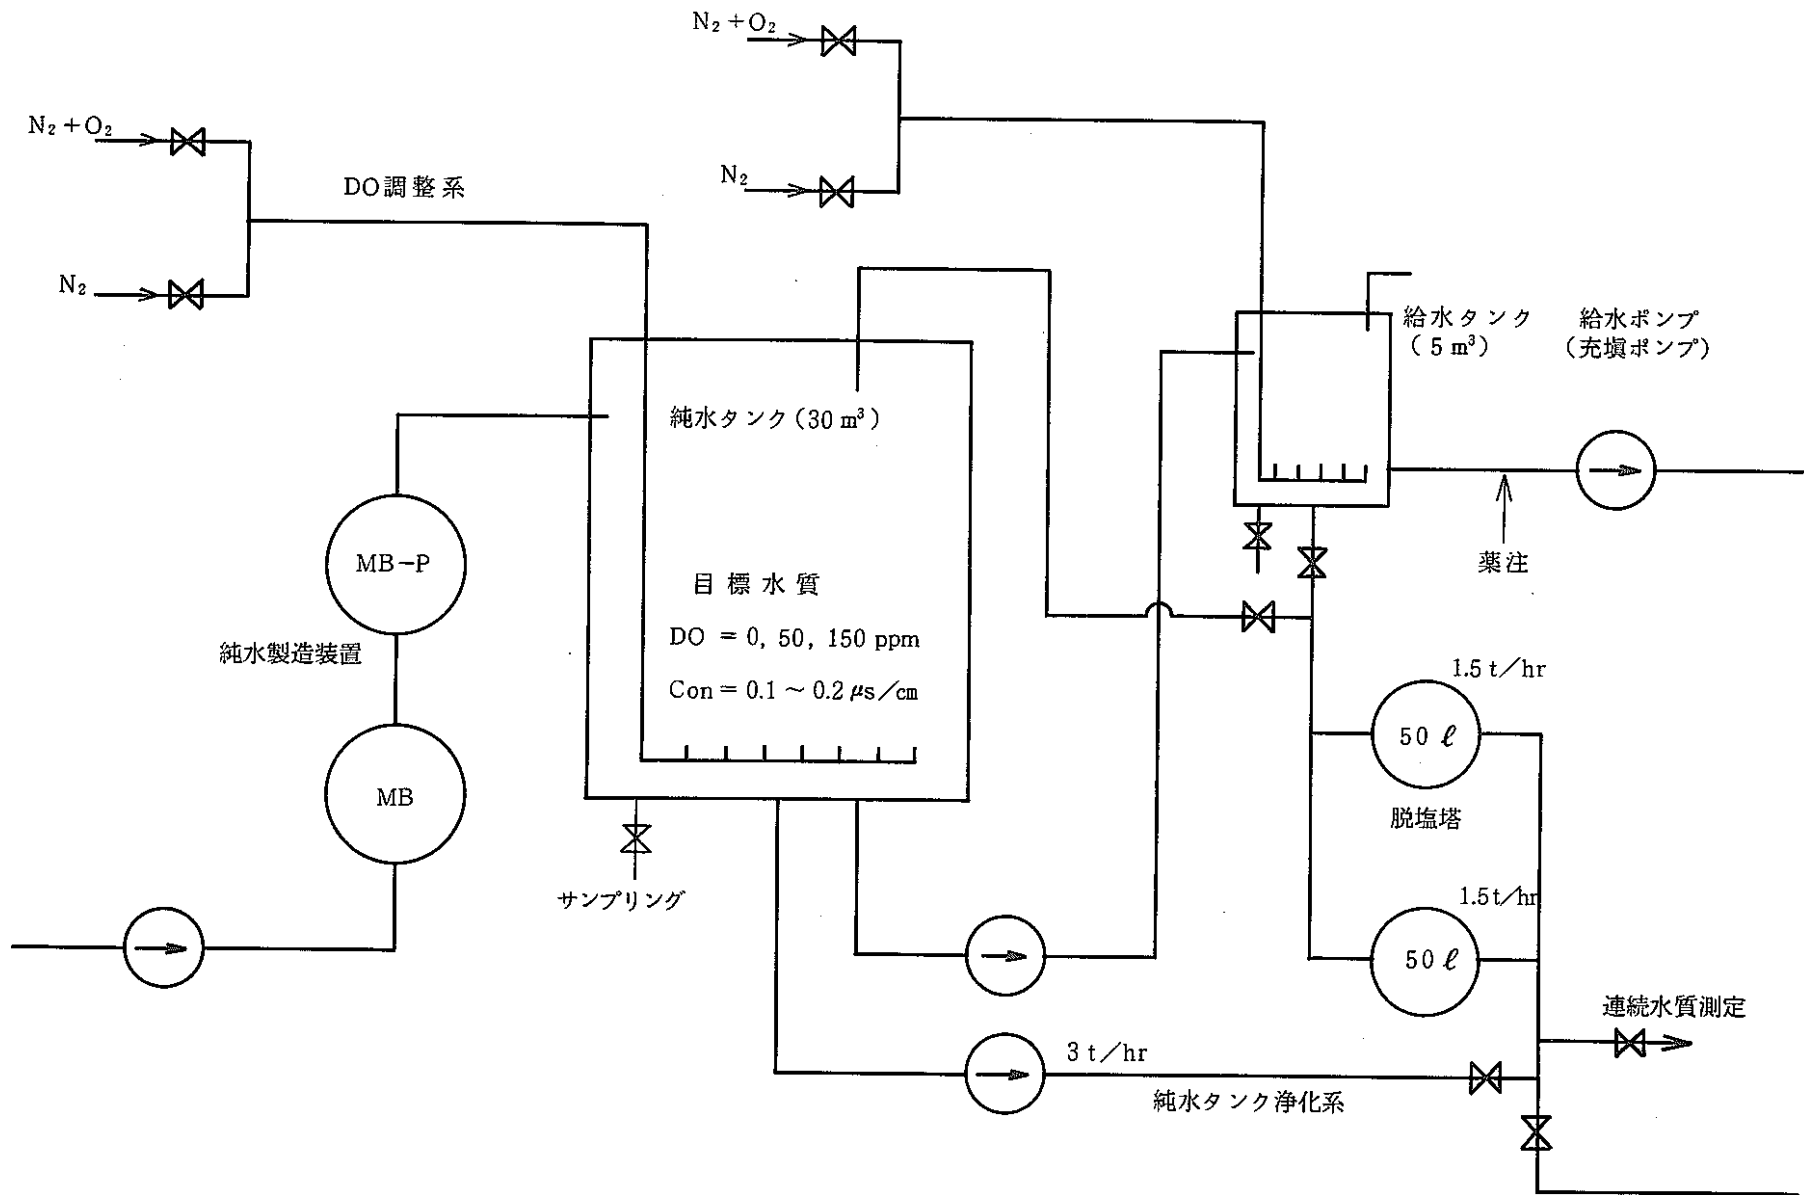 N₂+O₂
N₂+O₂
DO調整系
N₂
N₂
給水タンク
(5 m³)
給水ポンプ
(充塡ポンプ)
純水タンク(30 m³)
MB-P
目標水質
薬注
DO = 0, 50, 150 ppm
純水製造装置
Con = 0.1 ~ 0.2 μs/cm
1.5 t/hr
50 ℓ
MB
脱塩塔
サンプリング
1.5t/hr
50 ℓ
連続水質測定
3 t/hr
純水タンク浄化系